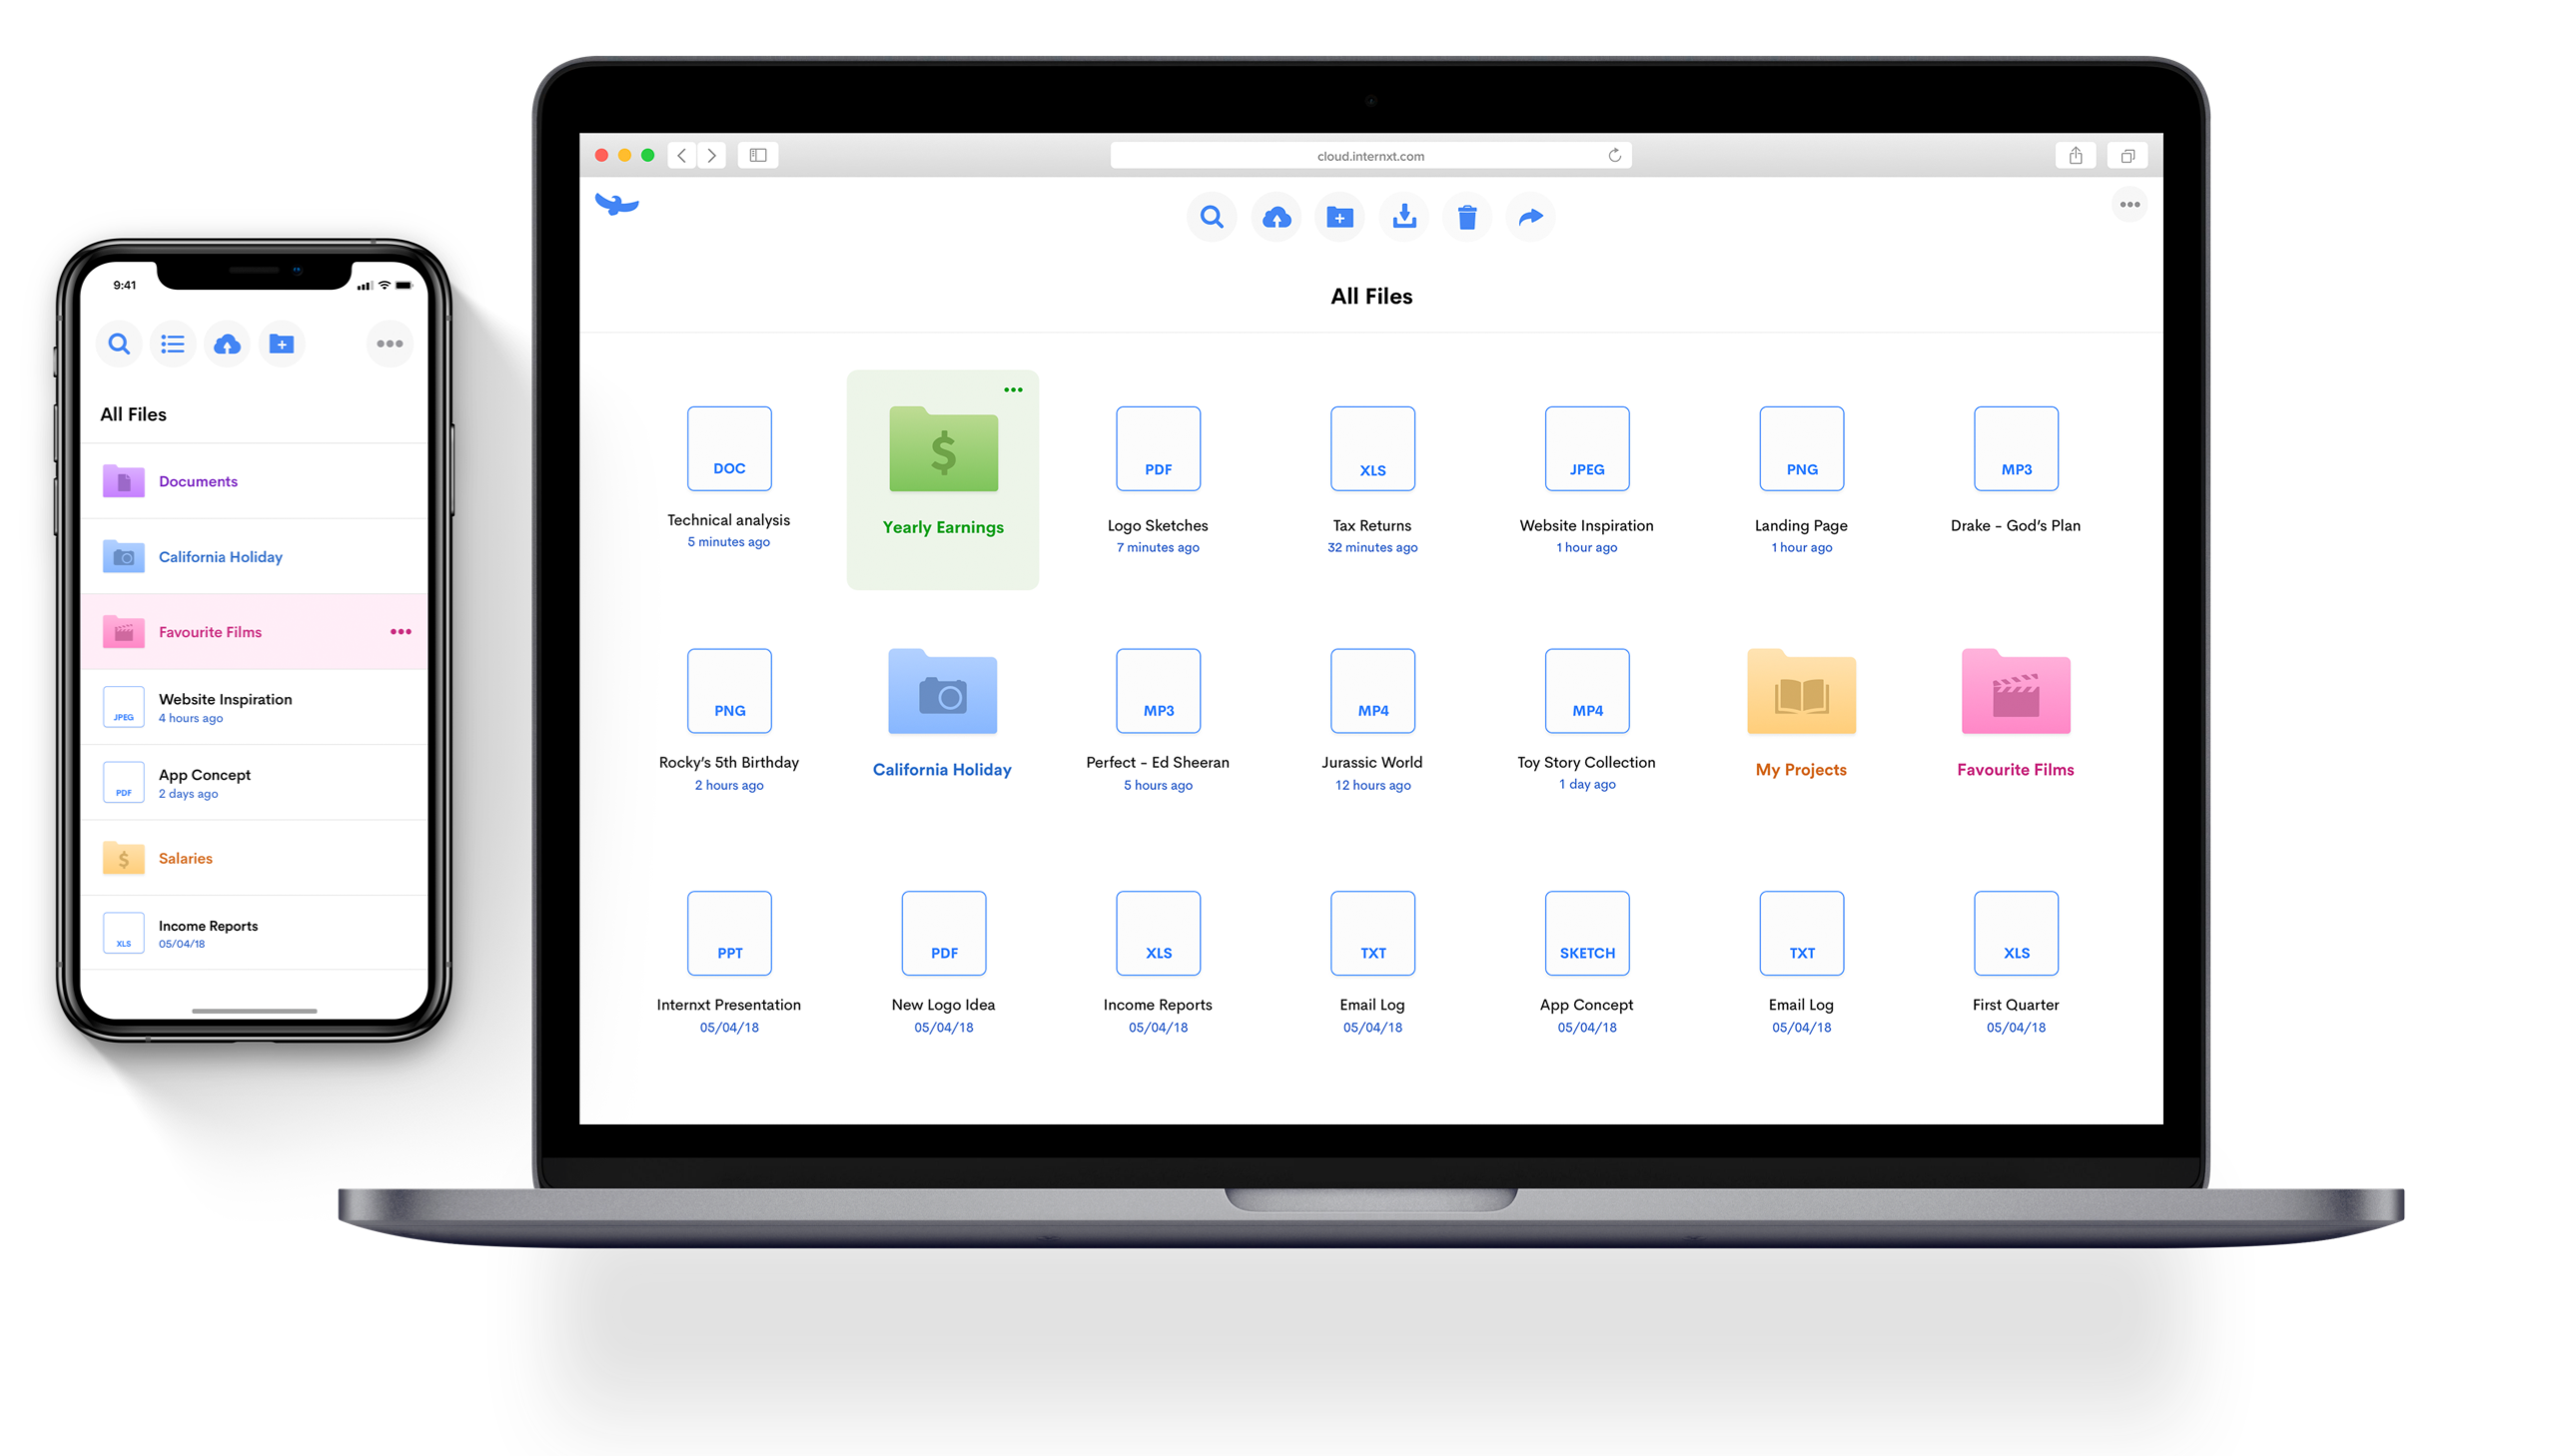 9:41
All Files
Documents
California Holiday
Favourite Films
JPEG
Website Inspiration
4 hours ago
PDF
App Concept
2 days ago
$
Salaries
XLS
Income Reports
05/04/18
cloud.internxt.com
All Files
DOC
Technical analysis
5 minutes ago
$
Yearly Earnings
PDF
Logo Sketches
7 minutes ago
XLS
Tax Returns
32 minutes ago
JPEG
Website Inspiration
1 hour ago
PNG
Landing Page
1 hour ago
MP3
Drake - God's Plan
PNG
Rocky's 5th Birthday
2 hours ago
California Holiday
MP3
Perfect - Ed Sheeran
5 hours ago
MP4
Jurassic World
12 hours ago
MP4
Toy Story Collection
1 day ago
My Projects
Favourite Films
PPT
Internxt Presentation
05/04/18
PDF
New Logo Idea
05/04/18
XLS
Income Reports
05/04/18
TXT
Email Log
05/04/18
SKETCH
App Concept
05/04/18
TXT
Email Log
05/04/18
XLS
First Quarter
05/04/18